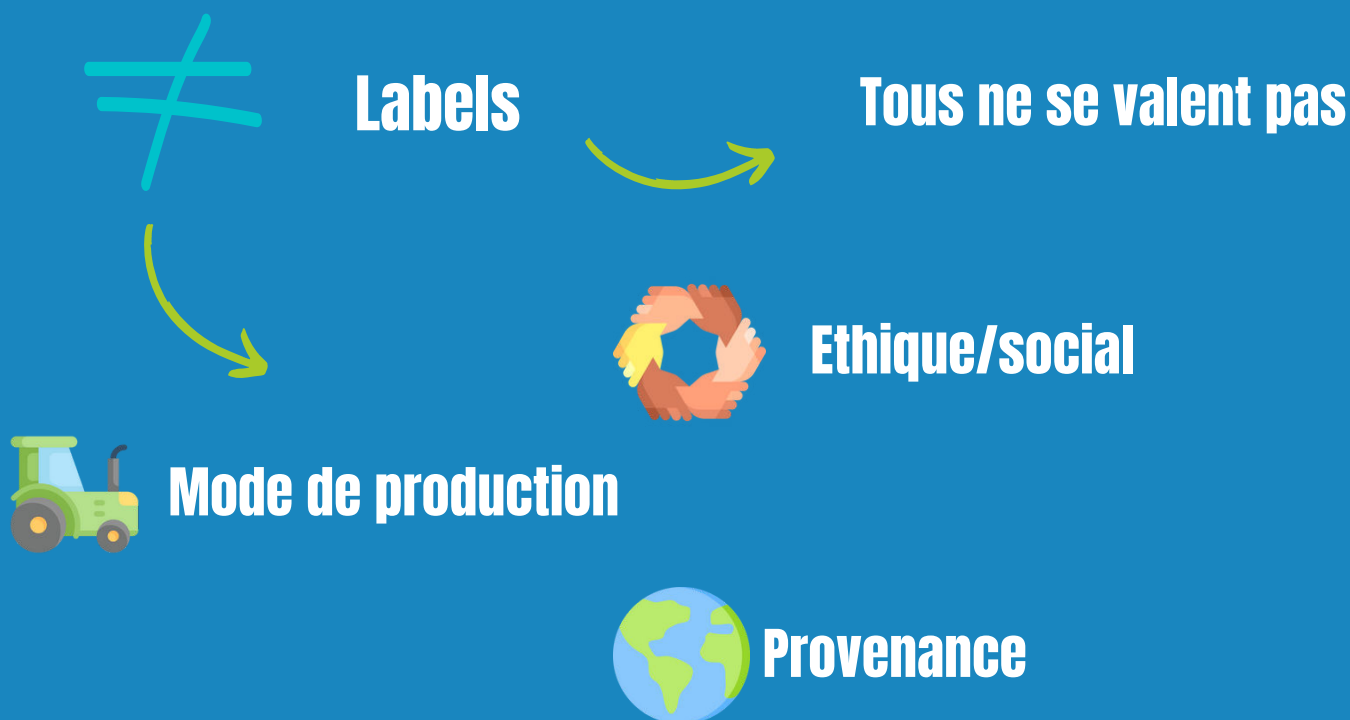 ≠ Labels
Tous ne se valent pas
Ethique/social
Mode de production
Provenance